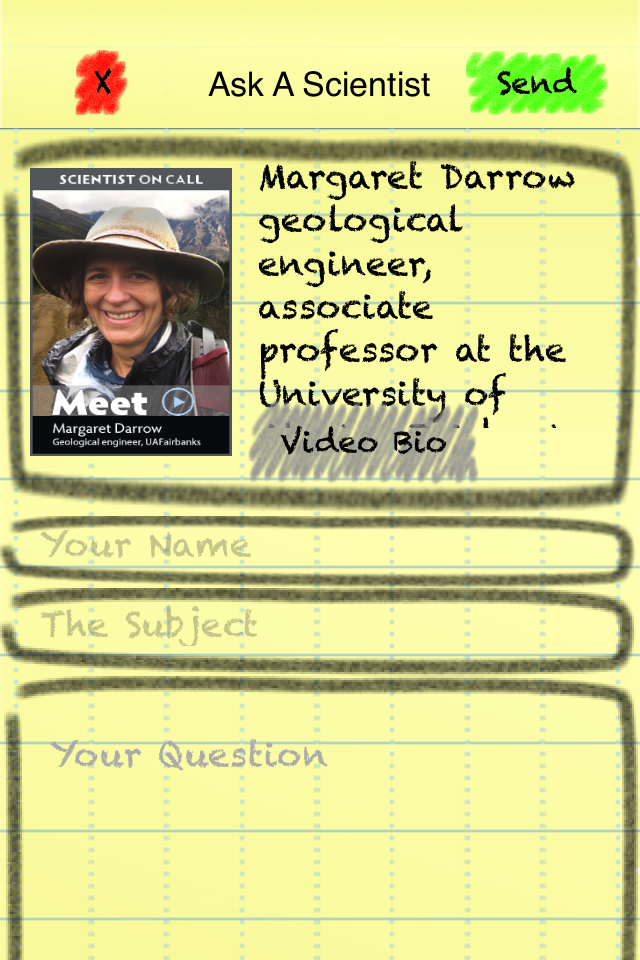 X
Ask A Scientist
Send
SCIENTIST ON CALL
Meet
Margaret Darrow
Geological engineer, UAFairbanks
Margaret Darrow
geological
engineer,
associate
professor at the
University of
Video Bio
Your Name
The Subject
Your Question